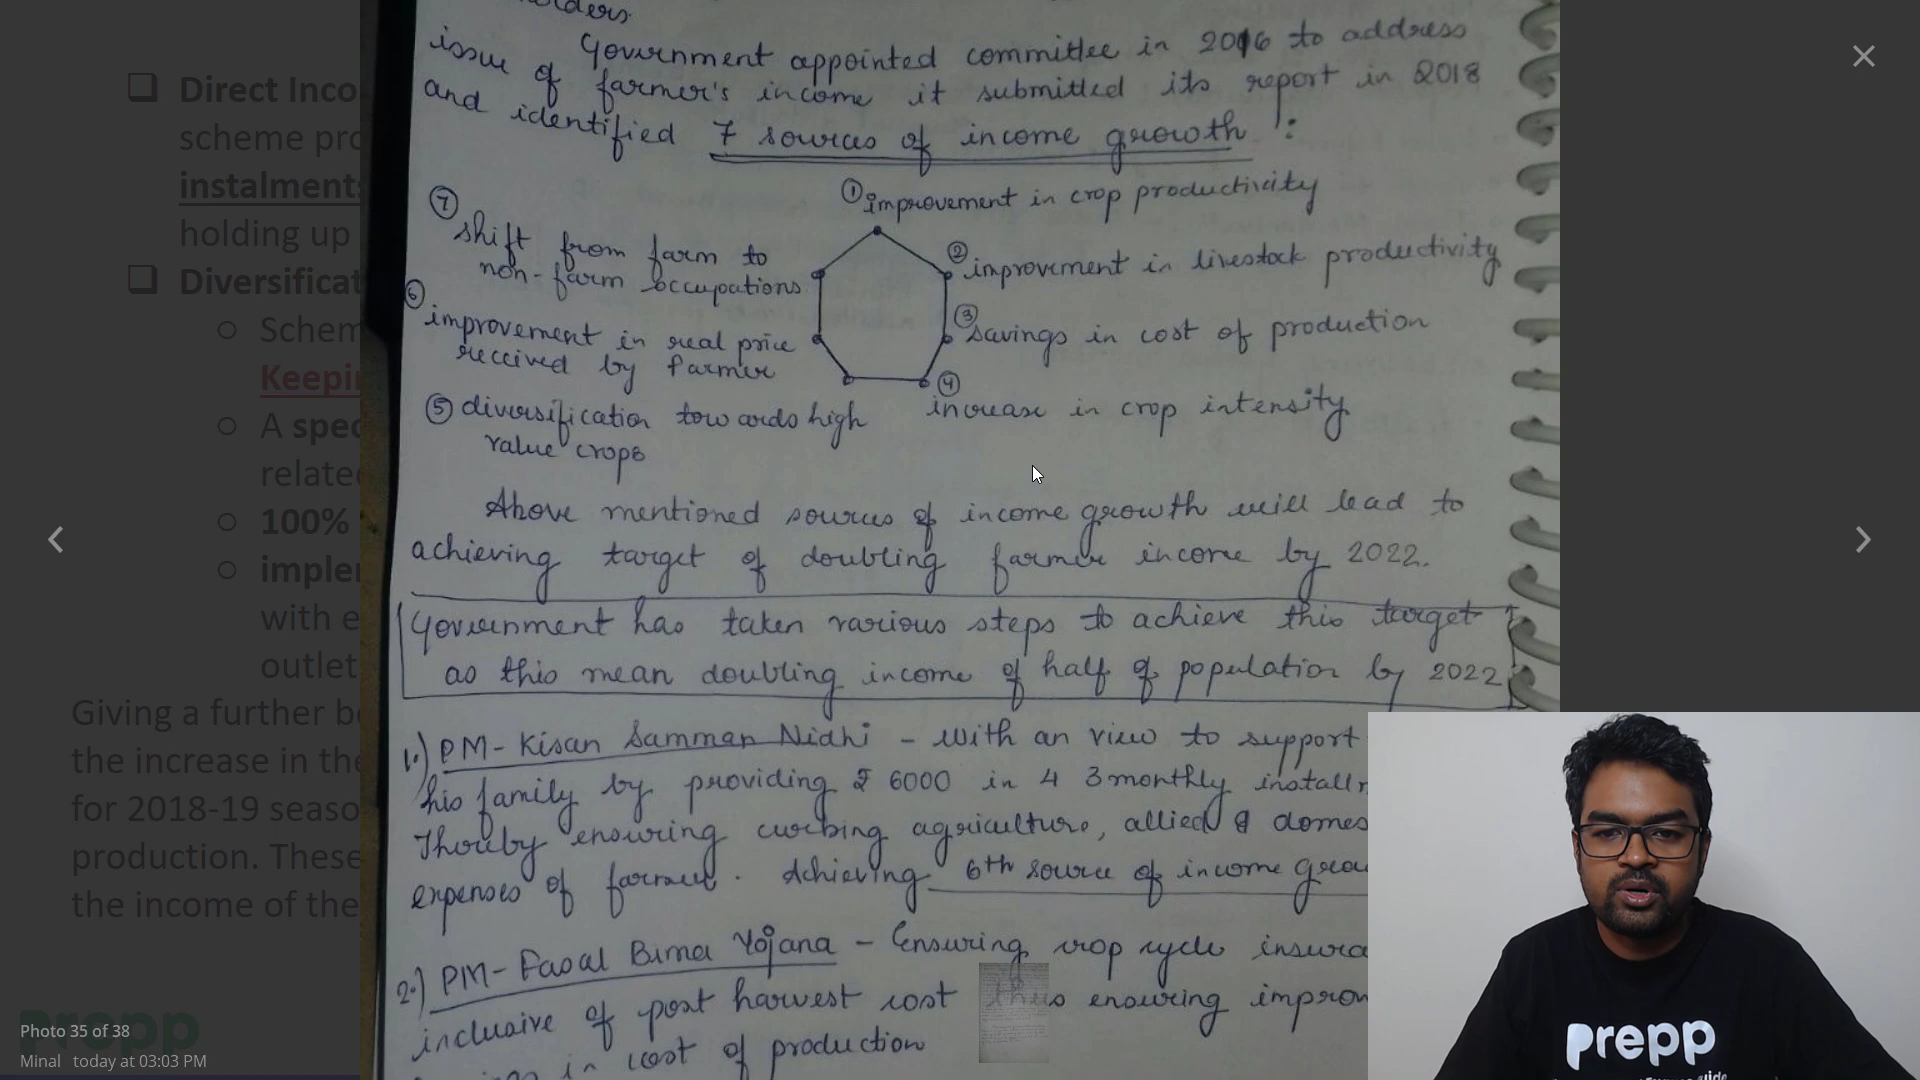 Government appointed committee in 2016 to address
issue of farmer's income it submitted its report in 2018
and identified 7 sources of income growth :
① improvement in crop productivity
② improvement in livestock productivity
③ savings in cost of production
④ increase in crop intensity
⑤ diversification towards high
value crops
⑥ improvement in real price
received by farmer
⑦ shift from farm to
non-farm occupations
Above mentioned sources of income growth will lead to
achieving target of doubling farmer income by 2022.
Government has taken various steps to achieve this target
as this mean doubling income of half of population by 2022
1.) PM-Kisan Samman Nidhi - With an view to support
his family by providing ₹ 6000 in 4 3 monthly
Thereby ensuring curbing agriculture, allied &
expenses of farmer. Achieving 6th source of income
2.) PM-Fasal Bima Yojana - Ensuring crop cycle
inclusive of post harvest cost thus ensuring
in cost of production
❑ Direct Inco
scheme pro
instalments
holding up
❑ Diversificat
○ Schem
Keepin
○ A spec
related
○ 100%
○ imple
with e
outlet
Giving a further b
the increase in the
for 2018-19 seaso
production. These
the income of the
prepp
Photo 35 of 38
Minal today at 03:03 PM
prepp